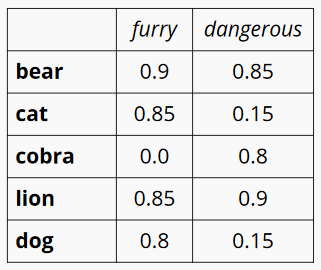 furry dangerous
bear 0.9 0.85
cat 0.85 0.15
cobra 0.0 0.8
lion 0.85 0.9
dog 0.8 0.15